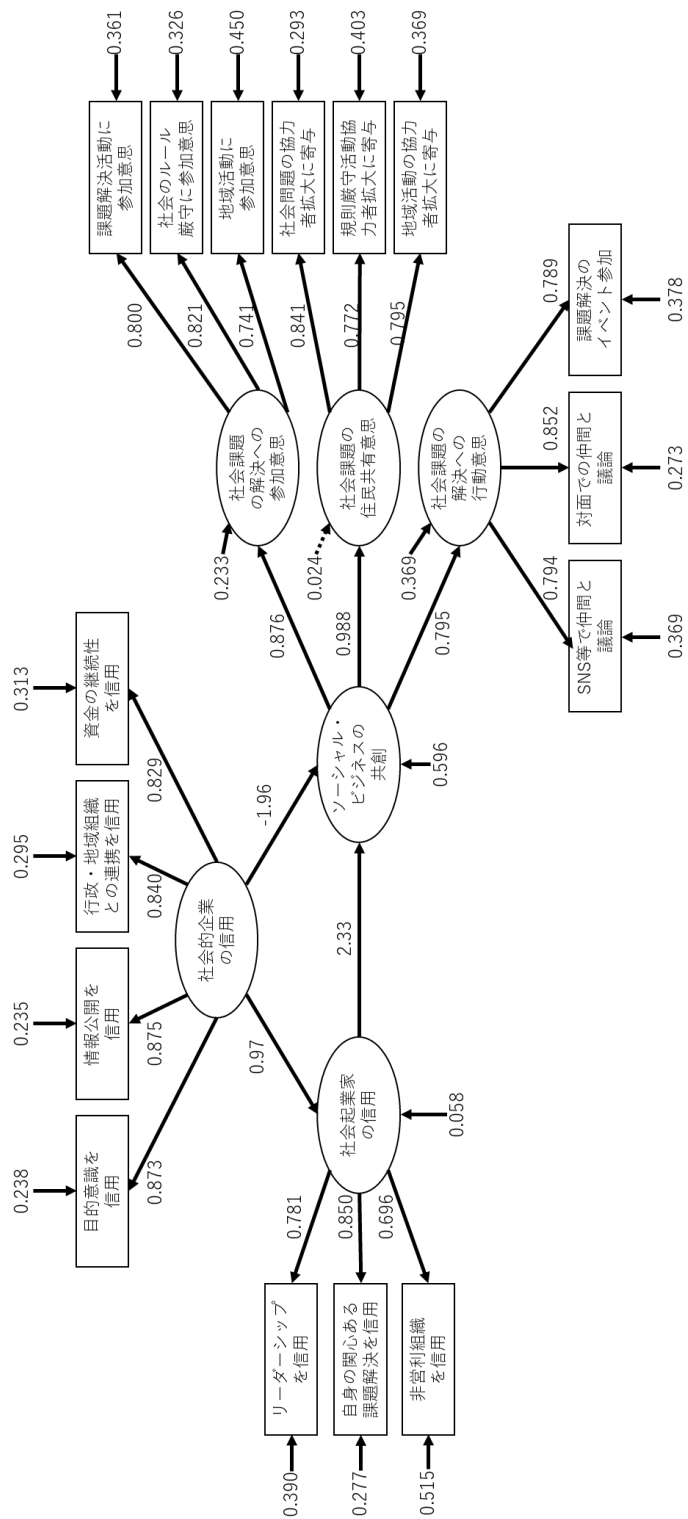 0.238
0.235
0.295
0.313
目的意識を
信用
情報公開を
信用
行政・地域組織
との連携を信用
資金の継続性
を信用
0.873
0.875
0.840
0.829
社会的企業
の信用
0.97
-1.96
0.390
リーダーシップ
を信用
0.781
0.277
自身の関心ある
課題解決を信用
0.850
0.515
非営利組織
を信用
0.696
社会起業家
の信用
0.058
2.33
ソーシャル・
ビジネスの
共創
0.596
0.876
0.988
0.795
0.233
社会課題
の解決への
参加意思
0.024
社会課題の
住民共有意思
0.369
社会課題の
解決への
行動意思
0.800
課題解決活動に
参加意思
0.361
0.821
社会のルール
厳守に参加意思
0.326
0.741
地域活動に
参加意思
0.450
0.841
社会問題の協力
者拡大に寄与
0.293
0.772
規則厳守活動協
力者拡大に寄与
0.403
0.795
地域活動の協力
者拡大に寄与
0.369
0.794
0.852
0.789
SNS等で仲間と
議論
対面での仲間と
議論
課題解決の
イベント参加
0.369
0.273
0.378